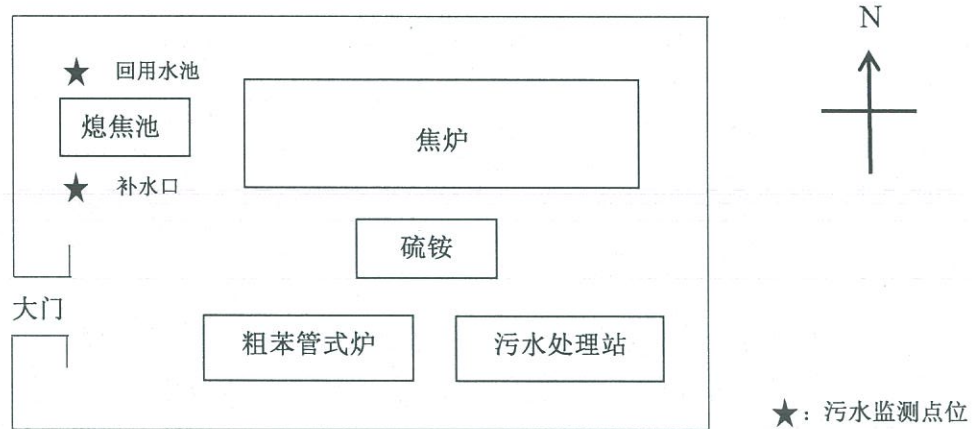 N
★ 回用水池
熄焦池
焦炉
★ 补水口
硫铵
大门
粗苯管式炉
污水处理站
★：污水监测点位